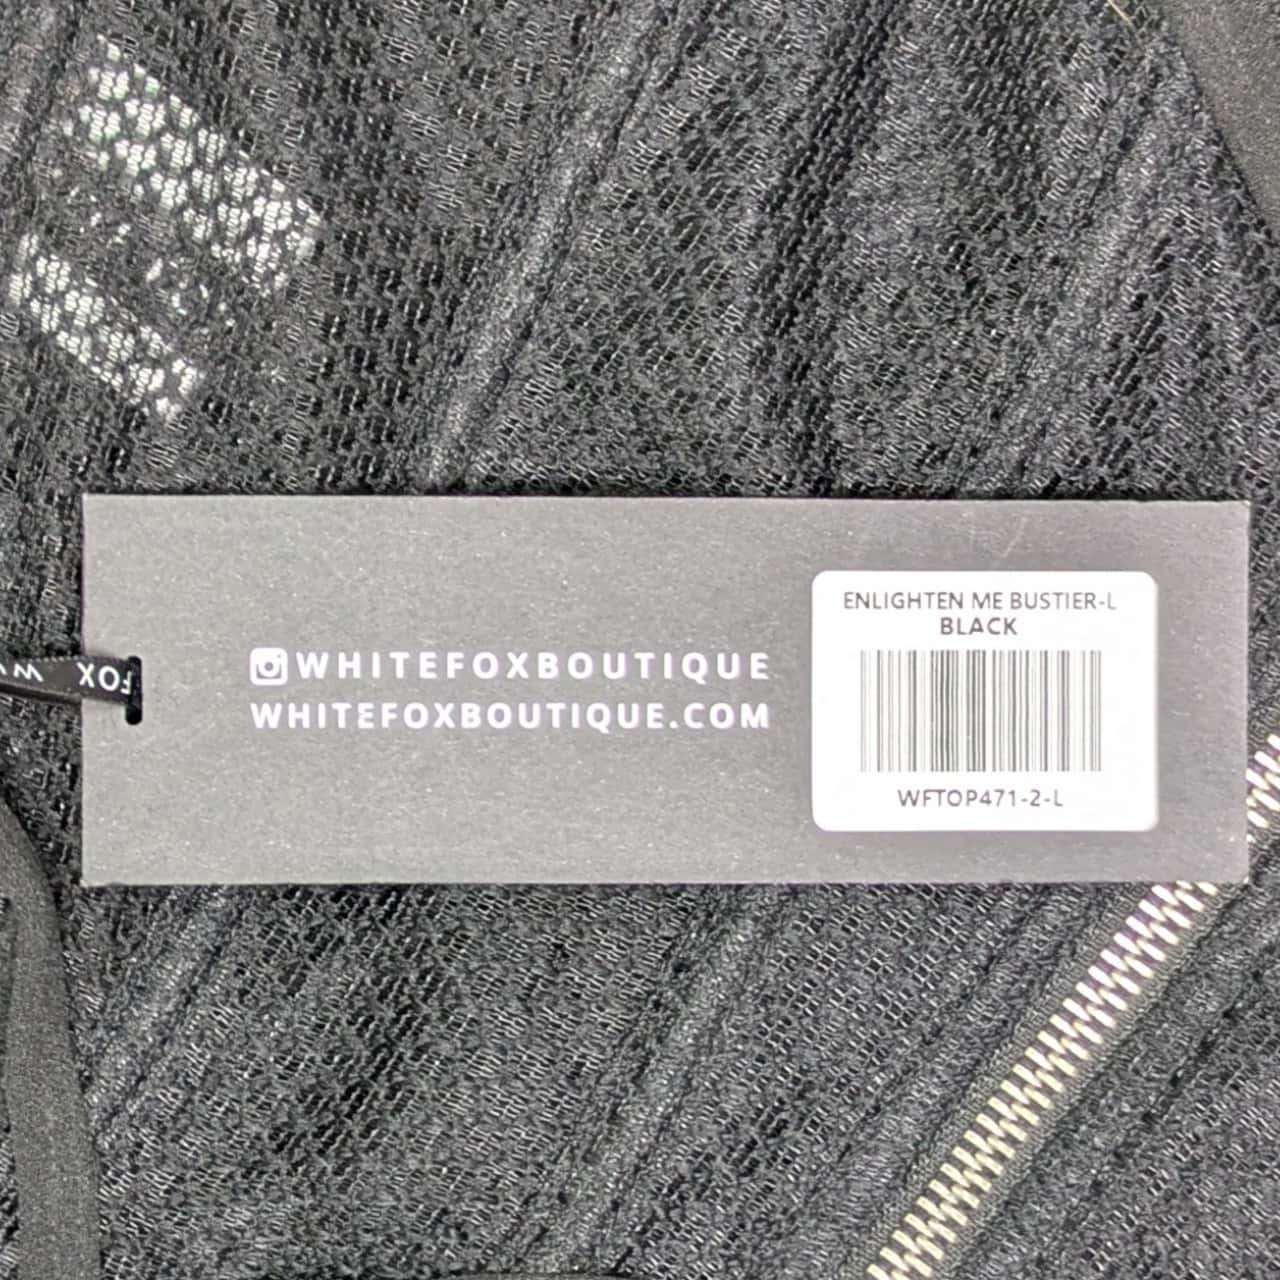 WHITEFOXBOUTIQUE
WHITEFOXBOUTIQUE.COM
ENLIGHTEN ME BUSTIER-L
BLACK
WFTOP471-2-L
FOX W